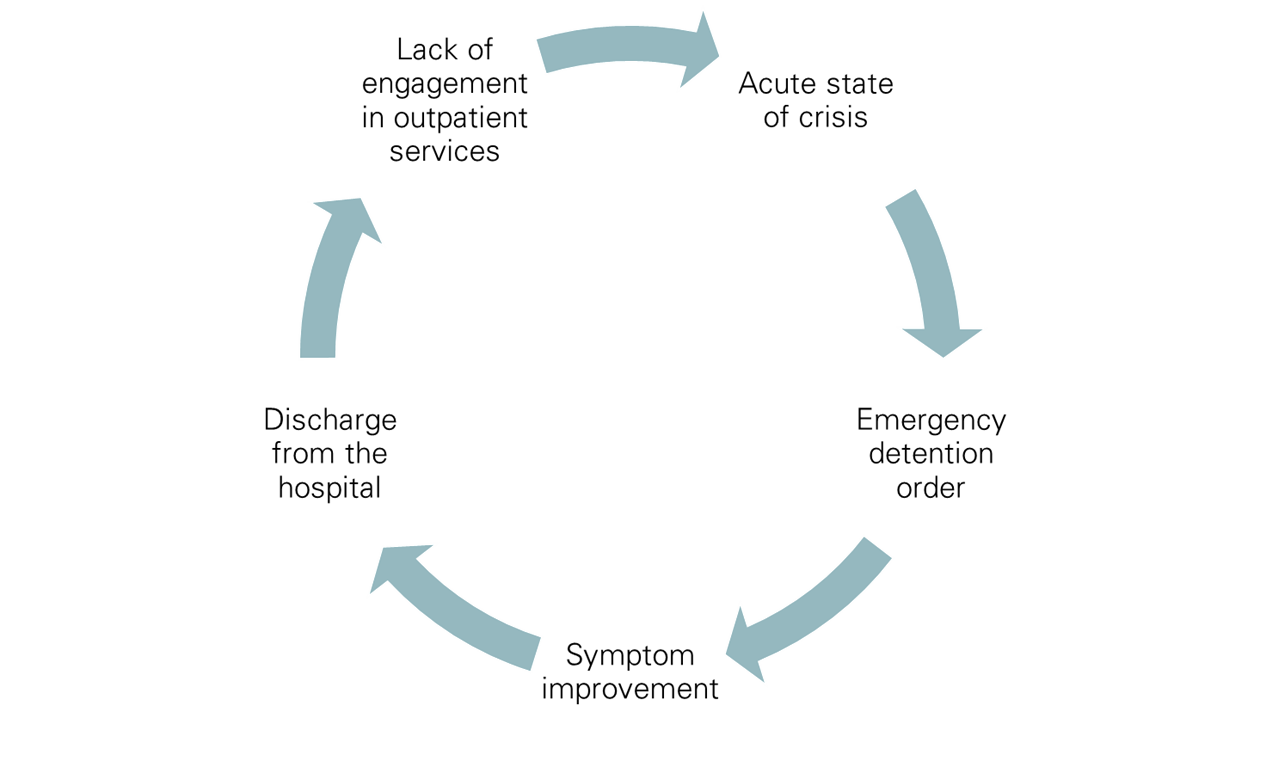 Lack of
engagement
in outpatient
services
Acute state
of crisis
Emergency
detention
order
Symptom
improvement
Discharge
from the
hospital